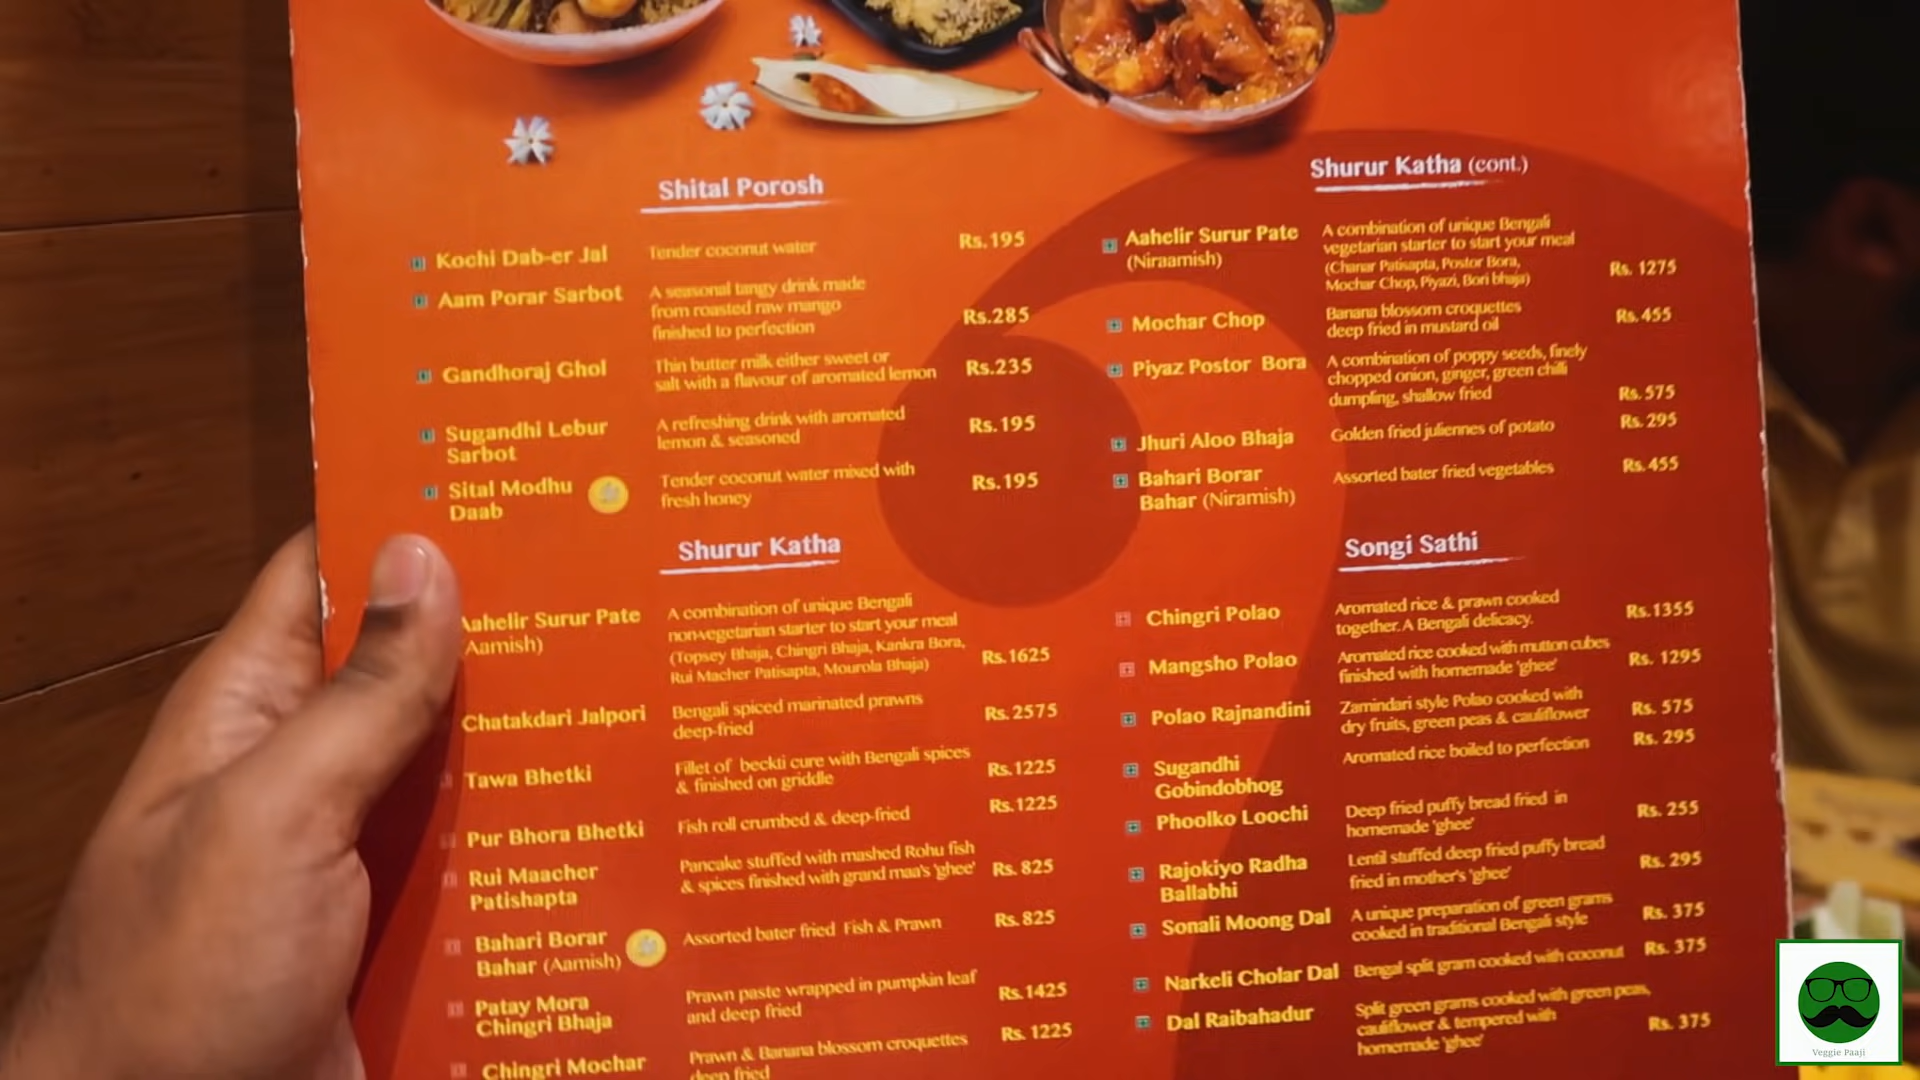 Shital Porosh
Kochi Dab-er Jal Tender coconut water Rs.195
Aam Porar Sarbot A seasonal tangy drink made
from roasted raw mango
finished to perfection Rs.285
Gandhoraj Ghol Thin butter milk either sweet or
salt with a flavour of aromated lemon Rs.235
Sugandhi Lebur A refreshing drink with aromated Rs.195
Sarbot lemon & seasoned
Sital Modhu Tender coconut water mixed with Rs.195
Daab fresh honey
Shurur Katha
Aahelir Surur Pate A combination of unique Bengali
(Aamish) non-vegetarian starter to start your meal
(Topsey Bhaja, Chingri Bhaja, Kankra Bora,
Rui Macher Patisapta, Mourola Bhaja) Rs.1625
Chatakdari Jalpori Bengali spiced marinated prawns Rs.2575
deep-fried
Tawa Bhetki Fillet of beckti cure with Bengali spices Rs.1225
& finished on griddle
Pur Bhora Bhetki Fish roll crumbed & deep-fried Rs.1225
Rui Maacher Pancake stuffed with mashed Rohu fish
Patishapta & spices finished with grand maa's 'ghee' Rs. 825
Bahari Borar Assorted bater fried Fish & Prawn Rs.825
Bahar (Aamish)
Patay Mora Prawn paste wrapped in pumpkin leaf Rs.1425
Chingri Bhaja and deep fried
Chingri Mochar Prawn & Banana blossom croquettes Rs. 1225
deep fried
Shurur Katha (cont.)
Aahelir Surur Pate A combination of unique Bengali
(Niraamish) vegetarian starter to start your meal
(Chanar Patisapta, Postor Bora,
Mochar Chop, Piyazi, Bori bhaja) Rs. 1275
Mochar Chop Banana blossom croquettes
deep fried in mustard oil Rs.455
Piyaz Postor Bora A combination of poppy seeds, finely
chopped onion, ginger, green chilli
dumpling, shallow fried Rs.575
Jhuri Aloo Bhaja Golden fried juliennes of potato Rs.295
Bahari Borar Assorted bater fried vegetables Rs.455
Bahar (Niramish)
Songi Sathi
Chingri Polao Aromated rice & prawn cooked Rs.1355
together. A Bengali delicacy.
Mangsho Polao Aromated rice cooked with mutton cubes Rs. 1295
finished with homemade 'ghee'
Polao Rajnandini Zamindari style Polao cooked with Rs. 575
dry fruits, green peas & cauliflower
Sugandhi Aromated rice boiled to perfection Rs. 295
Gobindobhog
Phoolko Loochi Deep fried puffy bread fried in Rs. 255
homemade 'ghee'
Rajokiyo Radha Lentil stuffed deep fried puffy bread Rs. 295
Ballabhi fried in mother's 'ghee'
Sonali Moong Dal A unique preparation of green grams Rs. 375
cooked in traditional Bengali style
Narkeli Cholar Dal Bengal split gram cooked with coconut Rs. 375
Dal Raibahadur Split green grams cooked with green peas,
cauliflower & tempered with Rs. 375
homemade 'ghee'
Veggie Paaji